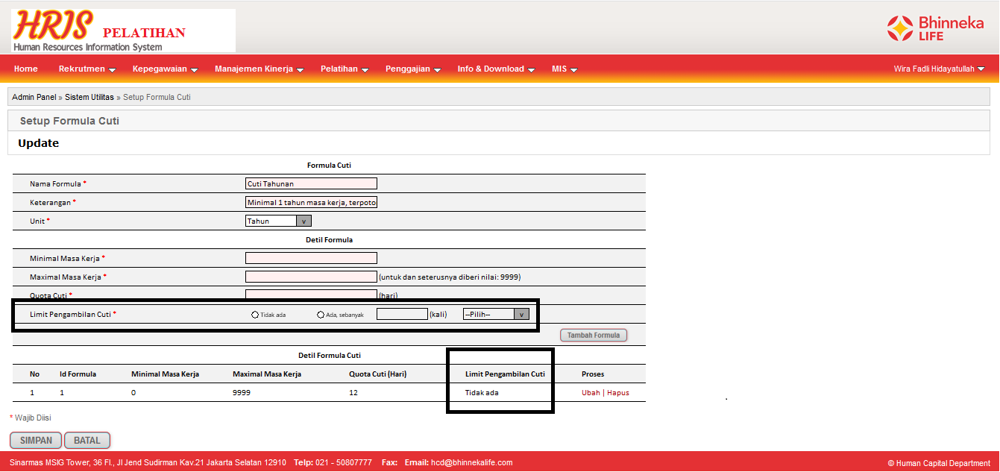 HRIS PELATIHAN
Human Resources Information System
Bhinneka
LIFE
Home Rekrutmen Kepegawaian Manajemen Kinerja Pelatihan Penggajian Info & Download MIS Wira Fadli Hidayatullah
Admin Panel » Sistem Utilitas » Setup Formula Cuti
Setup Formula Cuti
Update
Formula Cuti
Nama Formula * Cuti Tahunan
Keterangan * Minimal 1 tahun masa kerja, terpoto
Unit * Tahun v
Detil Formula
Minimal Masa Kerja *
Maximal Masa Kerja * (untuk dan seterusnya diberi nilai: 9999)
Quota Cuti * (hari)
Limit Pengambilan Cuti * Tidak ada Ada, sebanyak (kali) --Pilih-- v
Tambah Formula
Detil Formula Cuti
No Id Formula Minimal Masa Kerja Maximal Masa Kerja Quota Cuti (Hari) Limit Pengambilan Cuti Proses
1 1 0 9999 12 Tidak ada Ubah | Hapus
.
* Wajib Diisi
SIMPAN BATAL
Sinarmas MSIG Tower, 36 Fl., Jl Jend Sudirman Kav.21 Jakarta Selatan 12910 Telp: 021 - 50807777 Fax: Email: hcd@bhinnekalife.com © Human Capital Department